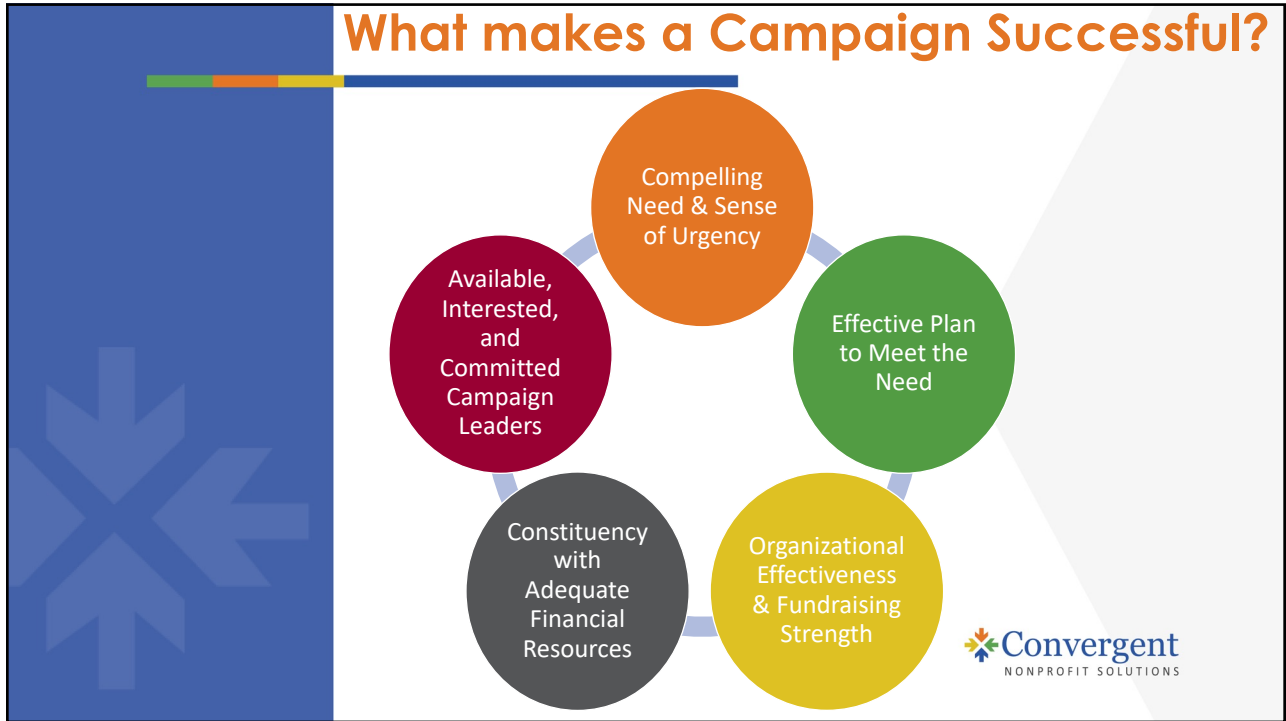 What makes a Campaign Successful?
Compelling
Need & Sense
of Urgency
Effective Plan
to Meet the
Need
Organizational
Effectiveness
& Fundraising
Strength
Constituency
with
Adequate
Financial
Resources
Available,
Interested,
and
Committed
Campaign
Leaders
Convergent
NONPROFIT SOLUTIONS